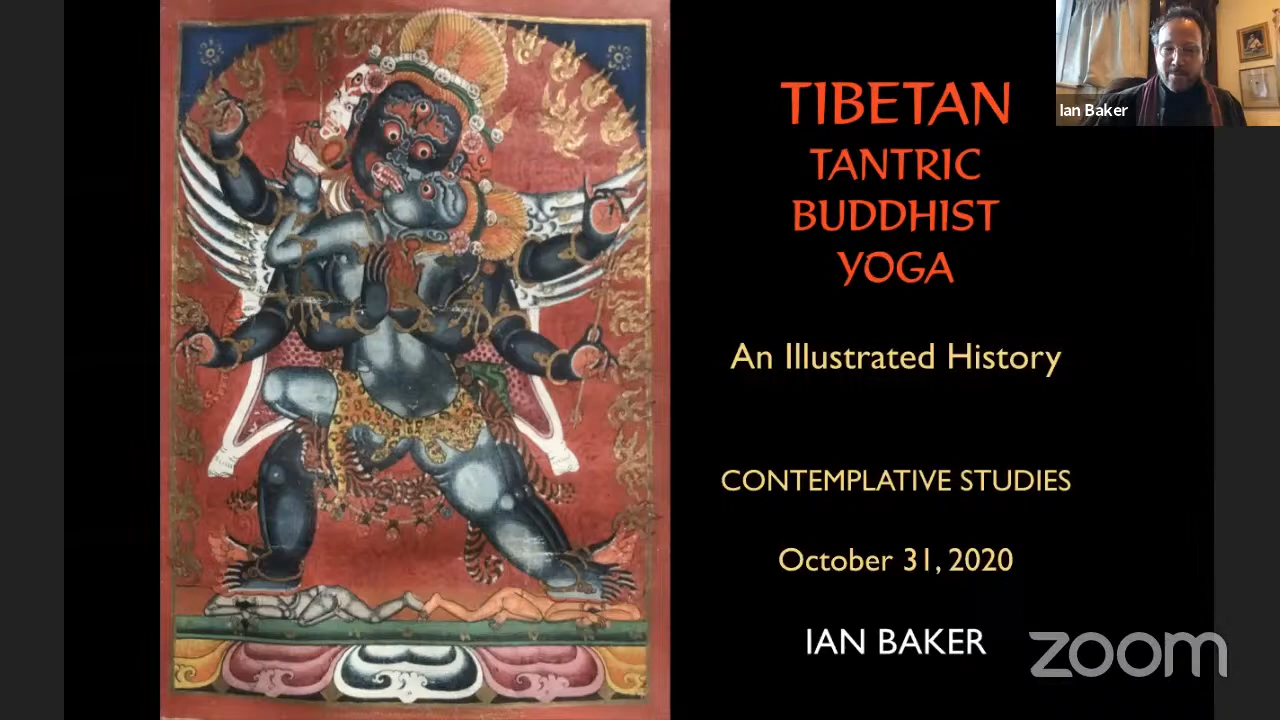 TIBETAN
TANTRIC
BUDDHIST
YOGA
An Illustrated History
CONTEMPLATIVE STUDIES
October 31, 2020
IAN BAKER
Ian Baker
zoom